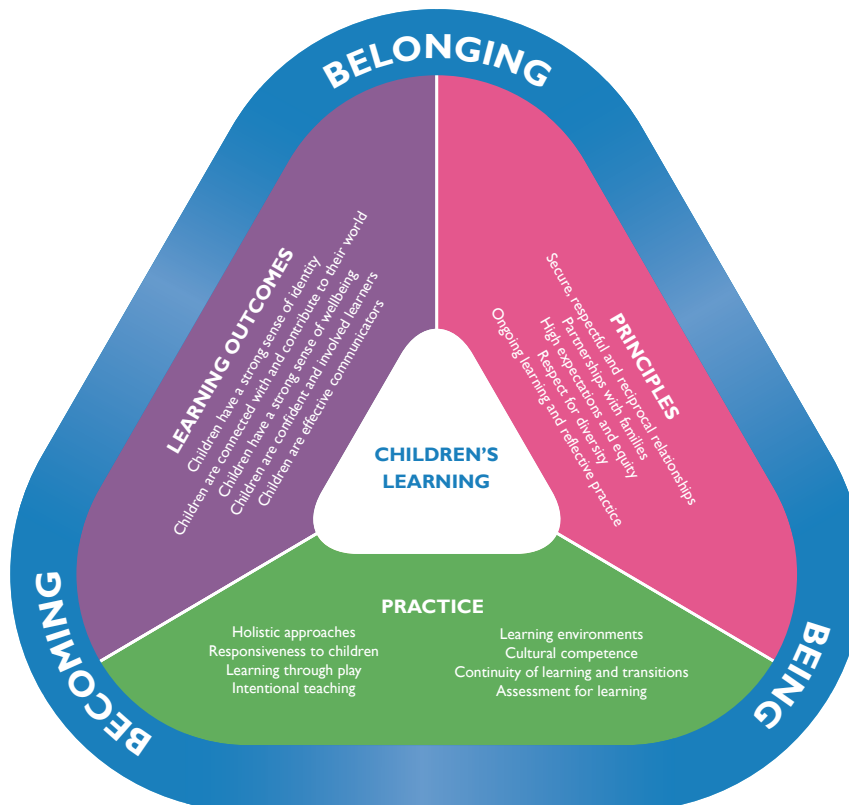 BELONGING
LEARNING OUTCOMES
Children have a strong sense of identity
Children are connected with and contribute to their world
Children have a strong sense of wellbeing
Children are confident and involved learners
Children are effective communicators
PRINCIPLES
Secure, respectful and reciprocal relationships
Partnerships with families
High expectations and equity
Respect for diversity
Ongoing learning and reflective practice
CHILDREN'S
LEARNING
PRACTICE
Holistic approaches
Responsiveness to children
Learning through play
Intentional teaching
Learning environments
Cultural competence
Continuity of learning and transitions
Assessment for learning
BECOMING
BEING